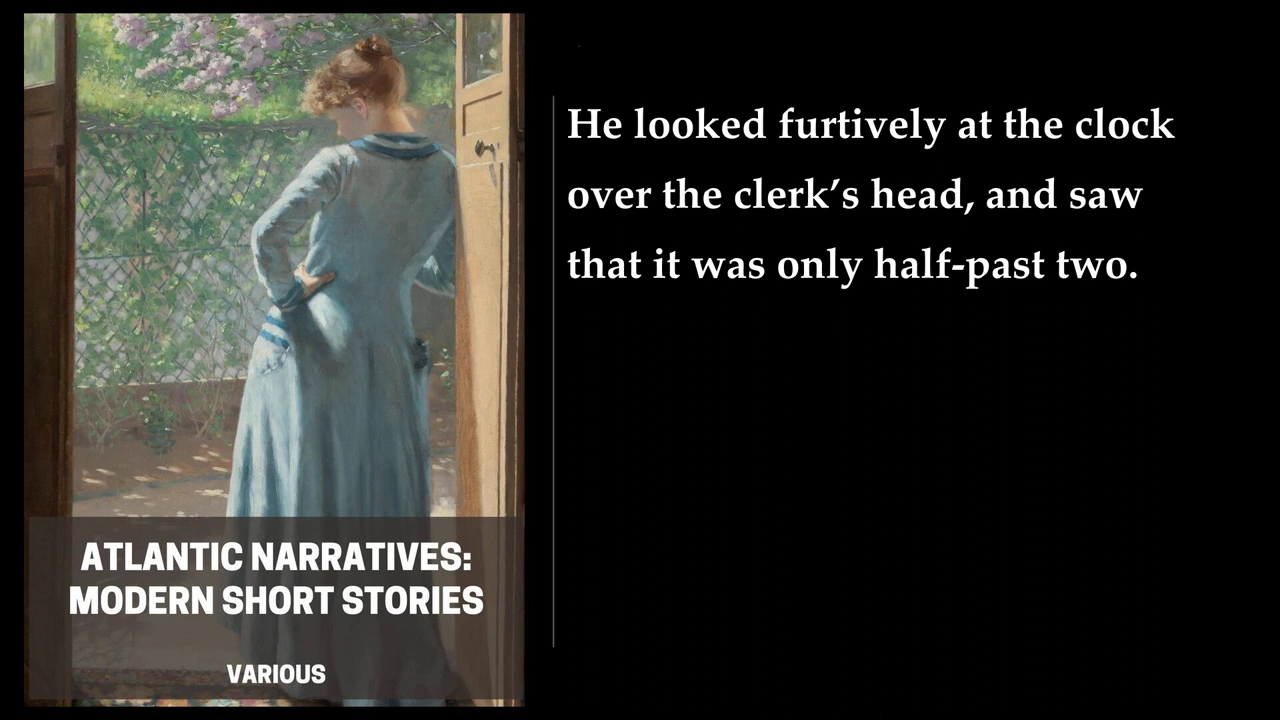 He looked furtively at the clock
over the clerk’s head, and saw
that it was only half-past two.
ATLANTIC NARRATIVES:
MODERN SHORT STORIES
VARIOUS